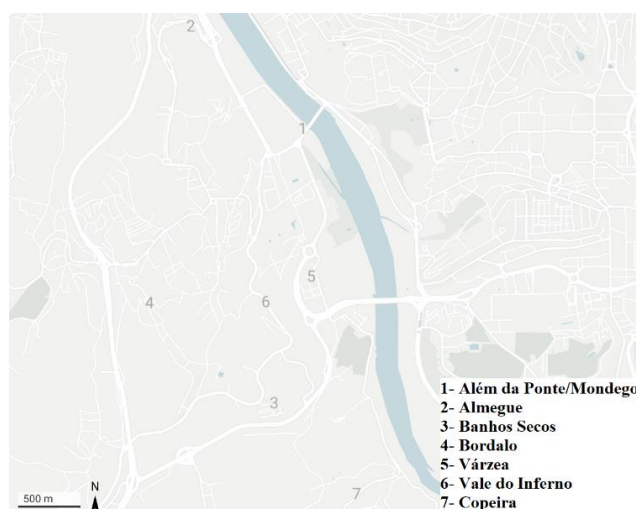 2
1
5
4
6
3
7
1- Além da Ponte/Mondego
2- Almegue
3- Banhos Secos
4- Bordalo
5- Várzea
6- Vale do Inferno
7- Copeira
500 m
N